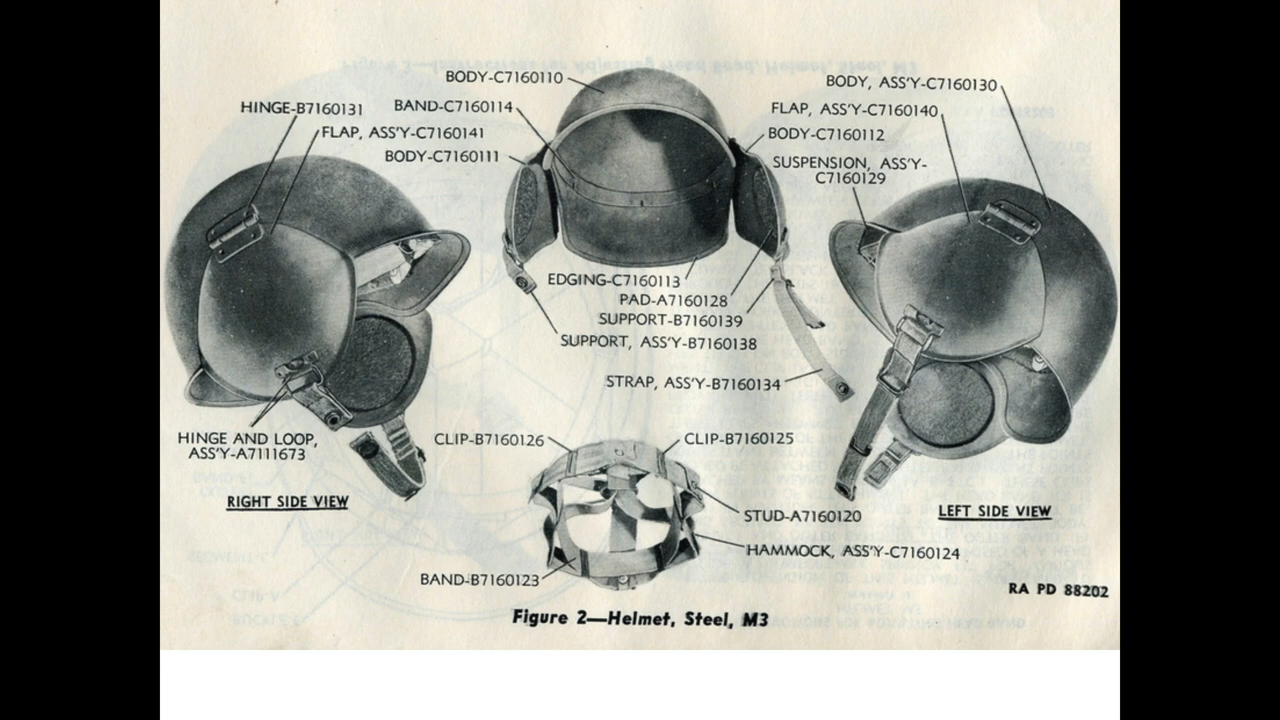 BODY-C7160110
BODY, ASS'Y-C7160130
HINGE-B7160131
BAND-C7160114
FLAP, ASS'Y-C7160140
FLAP, ASS'Y-C7160141
BODY-C7160112
BODY-C7160111
SUSPENSION, ASS'Y-
C7160129
EDGING-C7160113
PAD-A7160128
SUPPORT-B7160139
SUPPORT, ASS'Y-B7160138
STRAP, ASS'Y-B7160134
HINGE AND LOOP,
ASS'Y-A7111673
CLIP-B7160126
CLIP-B7160125
RIGHT SIDE VIEW
LEFT SIDE VIEW
STUD-A7160120
HAMMOCK, ASS'Y-C7160124
BAND-B7160123
RA PD 88202
Figure 2—Helmet, Steel, M3